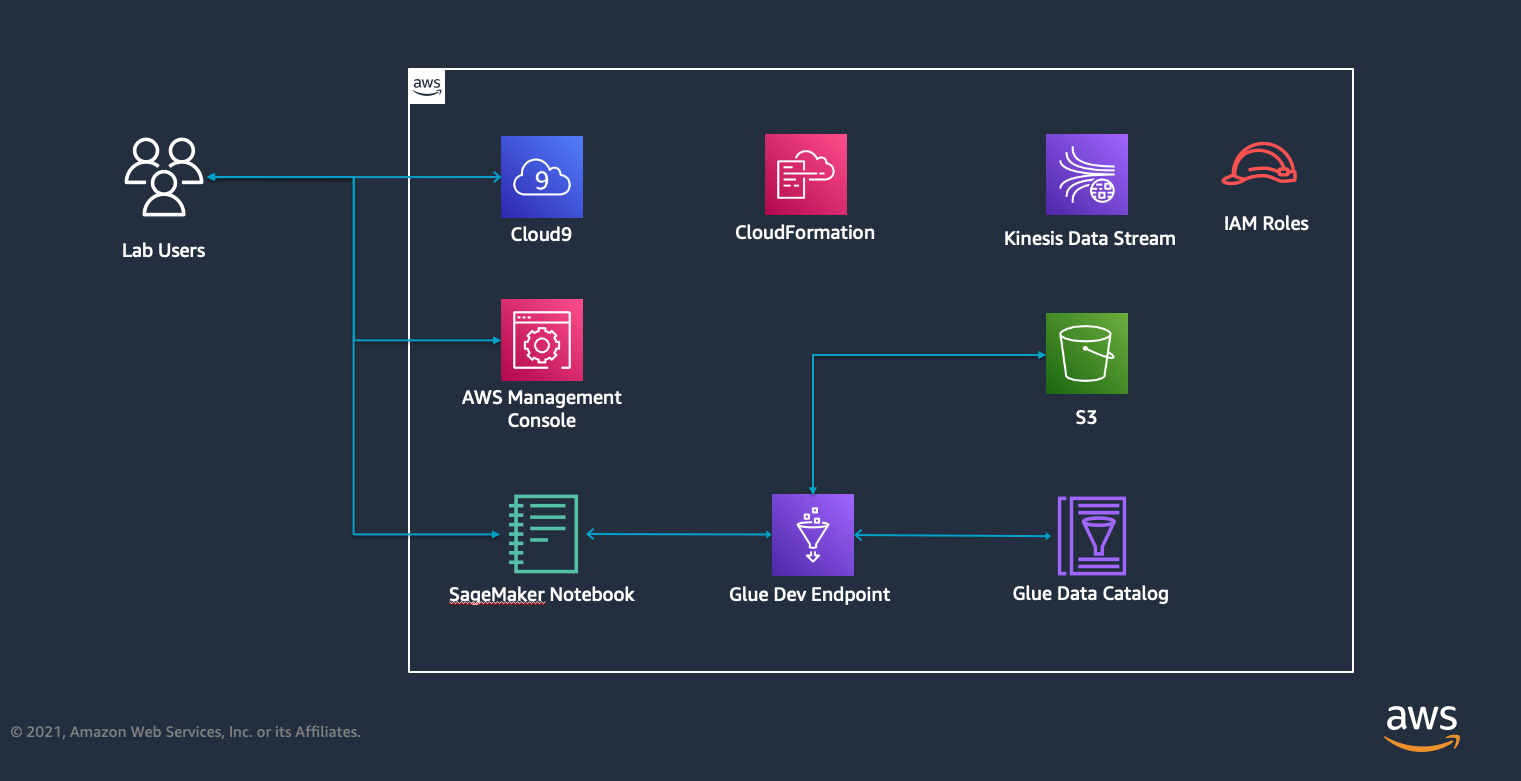 aws
9
Lab Users
Cloud9
CloudFormation
Kinesis Data Stream
IAM Roles
AWS Management
Console
S3
SageMaker Notebook
Glue Dev Endpoint
Glue Data Catalog
© 2021, Amazon Web Services, Inc. or its Affiliates.
aws